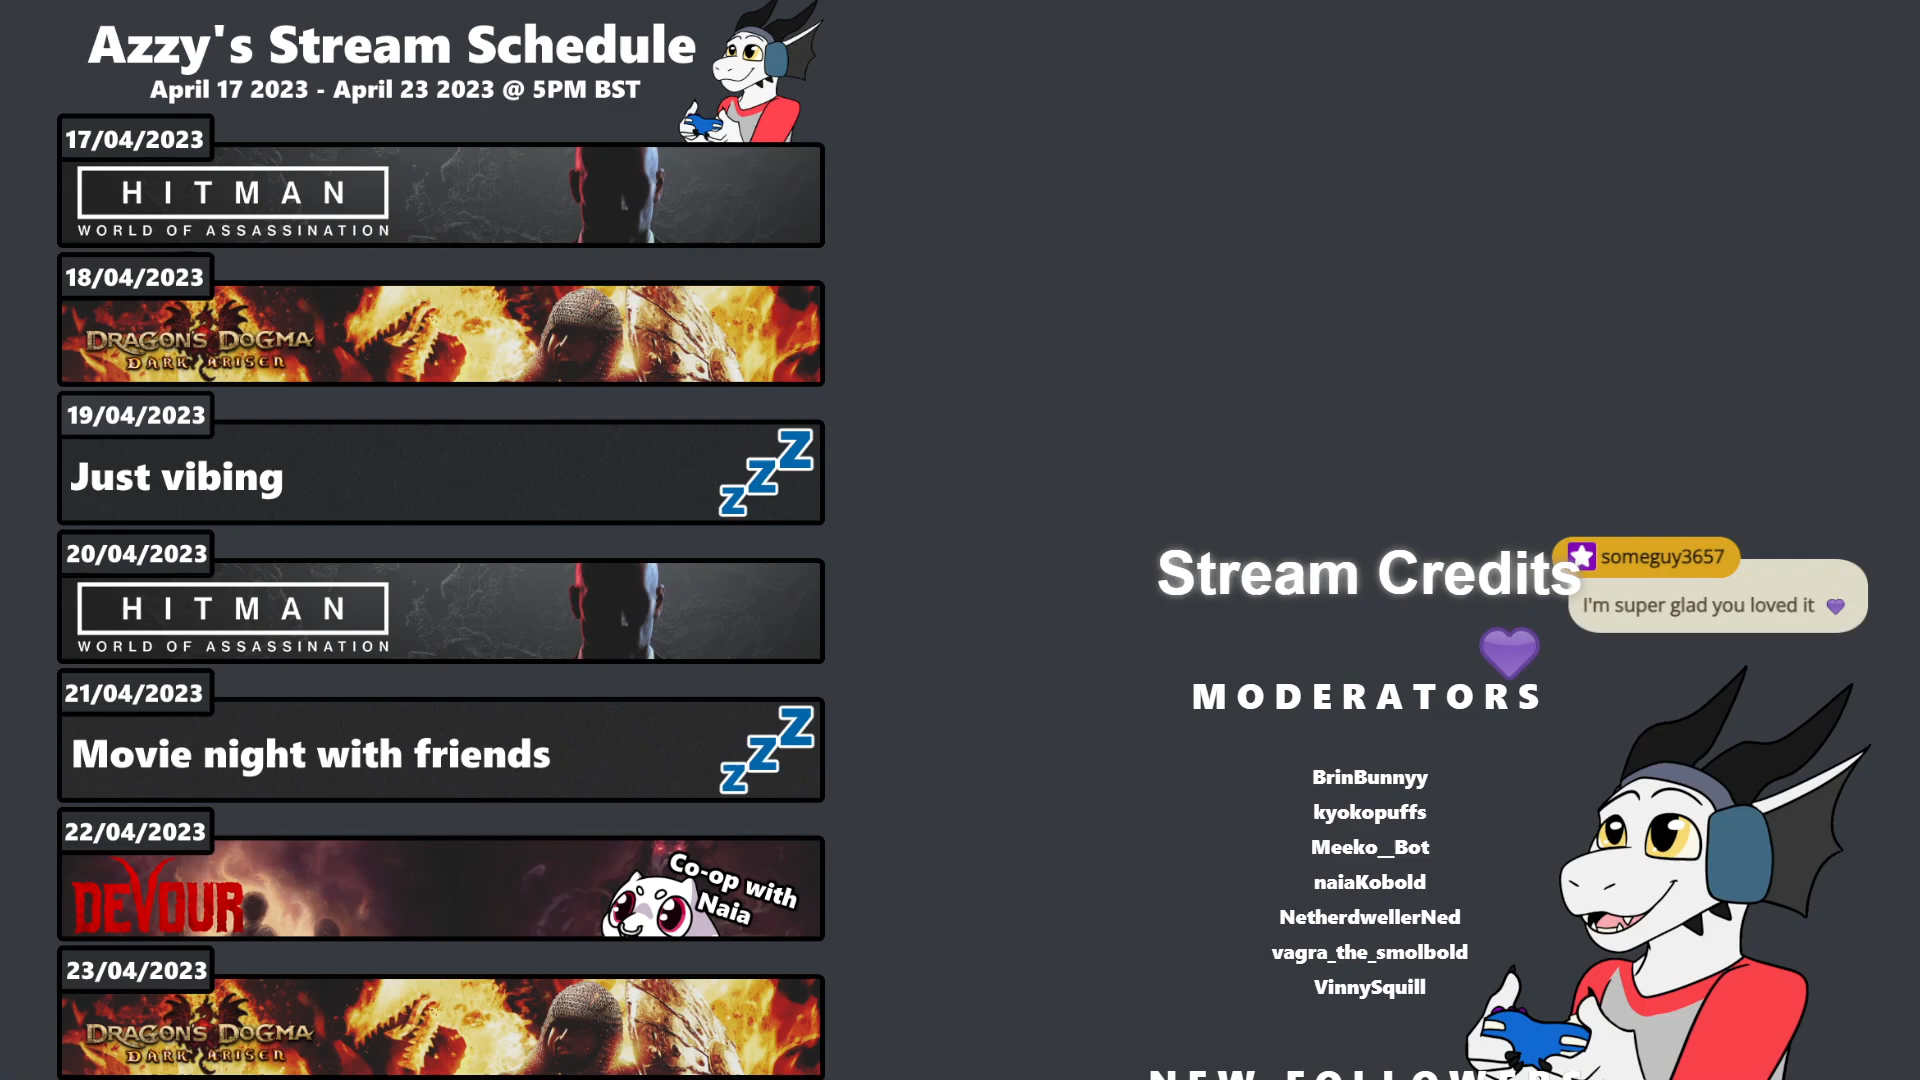 Azzy's Stream Schedule
April 17 2023 - April 23 2023 @ 5PM BST
17/04/2023
HITMAN
WORLD OF ASSASSINATION
18/04/2023
DRAGON'S DOGMA
DARK ARISEN
19/04/2023
Just vibing
Z
Z
Z
20/04/2023
HITMAN
WORLD OF ASSASSINATION
21/04/2023
Movie night with friends
Z
Z
Z
22/04/2023
DEVOUR
Co-op with
Naia
23/04/2023
DRAGON'S DOGMA
DARK ARISEN
Stream Credits
someguy3657
I'm super glad you loved it 💜
MODERATORS
BrinBunnyy
kyokopuffs
Meeko__Bot
naiaKobold
NetherdwellerNed
vagra_the_smolbold
VinnySquill
NEW FOLLOWERS